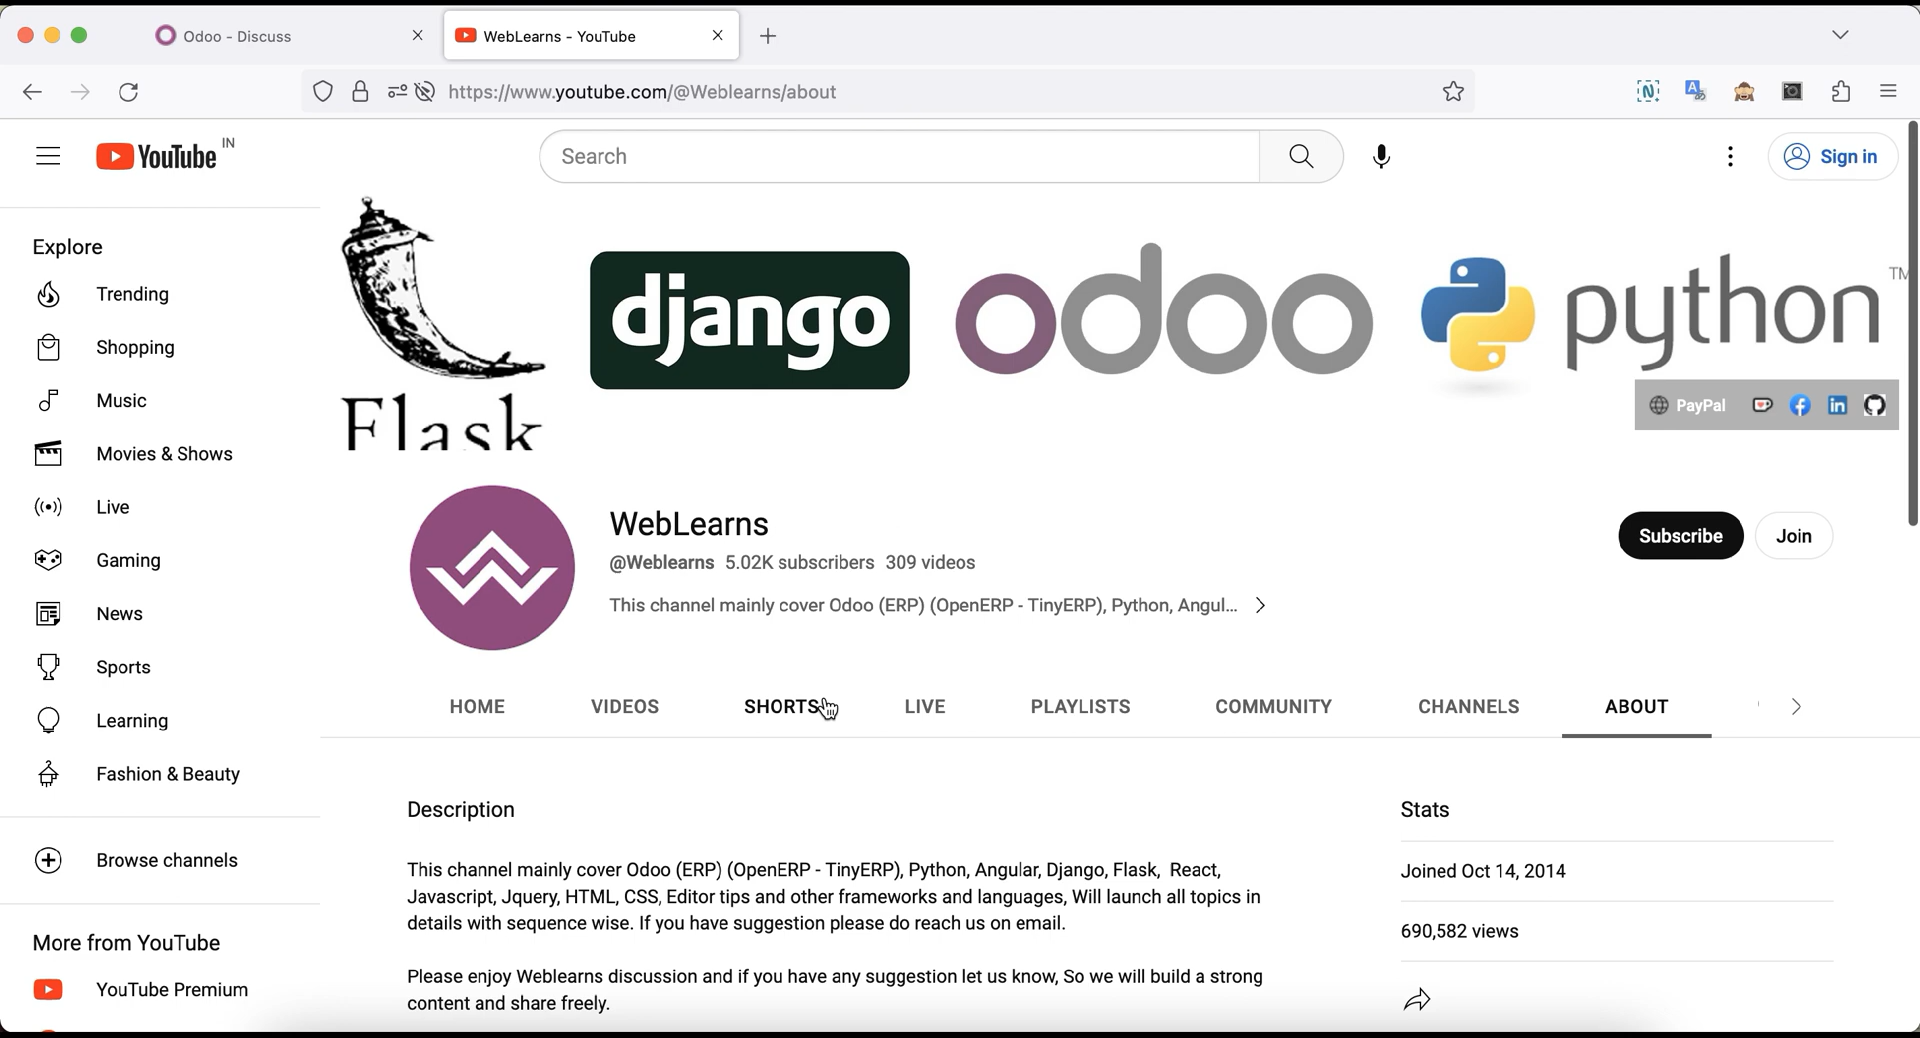 Odoo - Discuss
WebLearns - YouTube
https://www.youtube.com/@Weblearns/about
YouTube IN
Search
Sign in
Explore
Trending
Shopping
Music
Movies & Shows
Live
Gaming
News
Sports
Learning
Fashion & Beauty
Browse channels
More from YouTube
YouTube Premium
Flask
django
odoo
python TM
PayPal
WebLearns
@Weblearns 5.02K subscribers 309 videos
This channel mainly cover Odoo (ERP) (OpenERP - TinyERP), Python, Angul...
Subscribe
Join
HOME VIDEOS SHORTS LIVE PLAYLISTS COMMUNITY CHANNELS ABOUT
Description
This channel mainly cover Odoo (ERP) (OpenERP - TinyERP), Python, Angular, Django, Flask, React,
Javascript, Jquery, HTML, CSS, Editor tips and other frameworks and languages, Will launch all topics in
details with sequence wise. If you have suggestion please do reach us on email.
Please enjoy Weblearns discussion and if you have any suggestion let us know, So we will build a strong
content and share freely.
Stats
Joined Oct 14, 2014
690,582 views